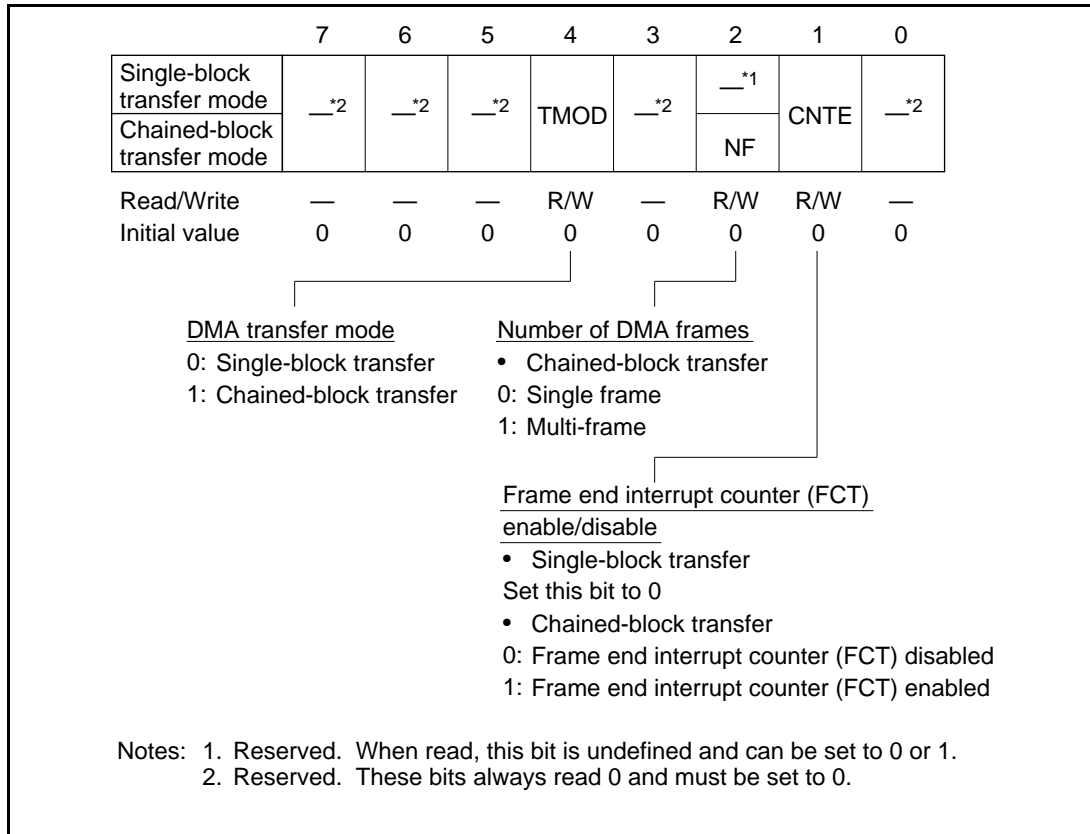 7 6 5 4 3 2 1 0
Single-block
transfer mode
Chained-block
transfer mode
—*2 —*2 —*2 TMOD —*2 —*1 CNTE —*2
NF
Read/Write — — — R/W — R/W R/W —
Initial value 0 0 0 0 0 0 0 0
DMA transfer mode
0: Single-block transfer
1: Chained-block transfer
Number of DMA frames
• Chained-block transfer
0: Single frame
1: Multi-frame
Frame end interrupt counter (FCT)
enable/disable
• Single-block transfer
Set this bit to 0
• Chained-block transfer
0: Frame end interrupt counter (FCT) disabled
1: Frame end interrupt counter (FCT) enabled
Notes: 1. Reserved. When read, this bit is undefined and can be set to 0 or 1.
2. Reserved. These bits always read 0 and must be set to 0.